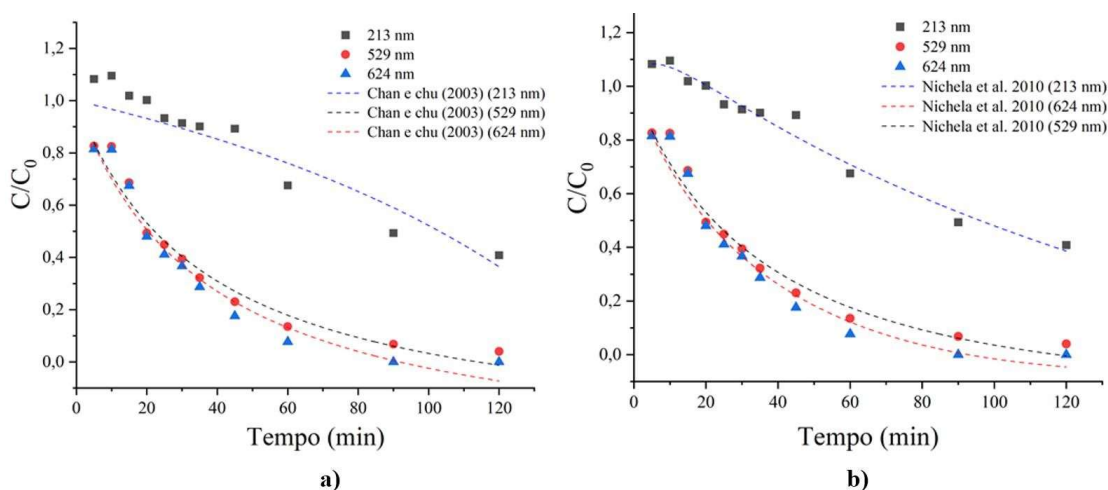 213 nm
529 nm
624 nm
Chan e chu (2003) (213 nm)
Chan e chu (2003) (529 nm)
Chan e chu (2003) (624 nm)
1,2
1,0
0,8
0,6
0,4
0,2
0,0
C/C₀
0 20 40 60 80 100 120
Tempo (min)
a)
213 nm
529 nm
624 nm
Nichela et al. 2010 (213 nm)
Nichela et al. 2010 (624 nm)
Nichela et al. 2010 (529 nm)
1,2
1,0
0,8
0,6
0,4
0,2
0,0
C/C₀
0 20 40 60 80 100 120
Tempo (min)
b)